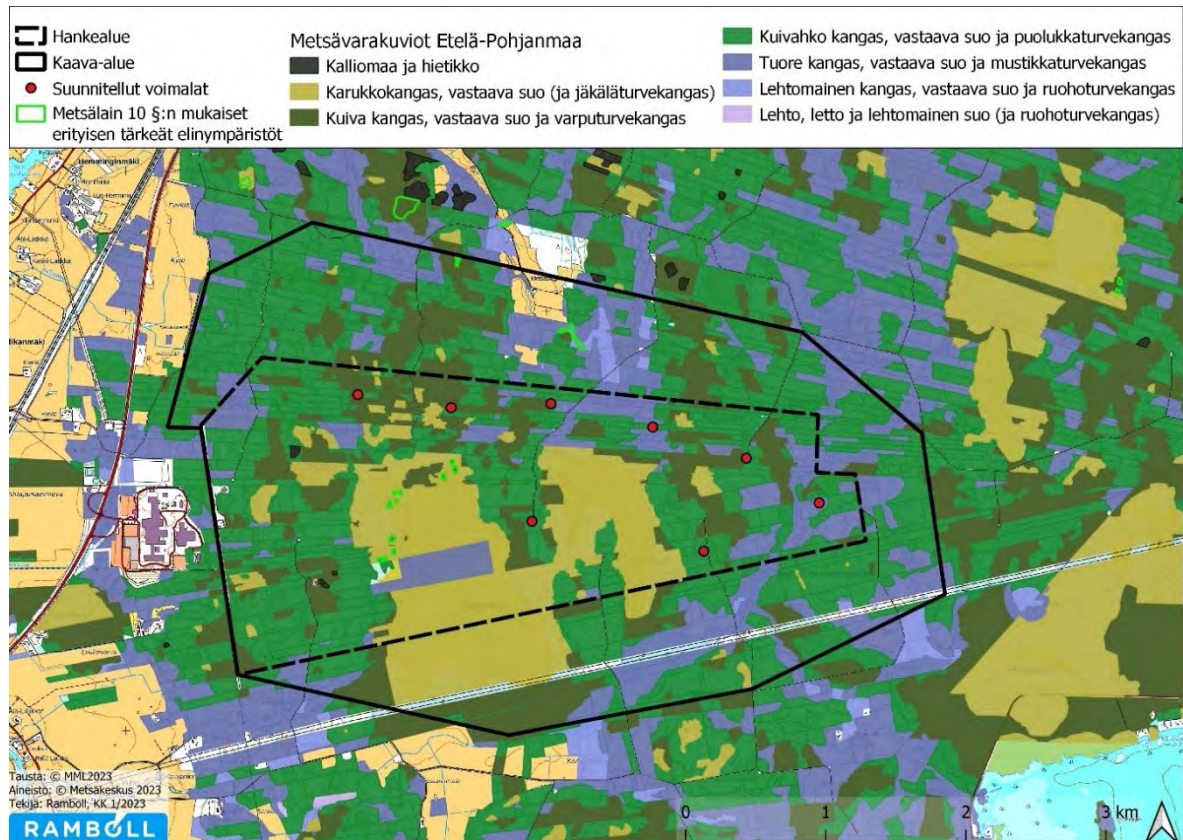 Hankealue
Kaava-alue
Suunnitellut voimalat
Metsälain 10 §:n mukaiset
erityisen tärkeät elinympäristöt
Metsävarakuviot Etelä-Pohjanmaa
Kalliomaa ja hietikko
Karukkokangas, vastaava suo (ja jäkäläturvekangas)
Kuiva kangas, vastaava suo ja varputurvekangas
Kuivahko kangas, vastaava suo ja puolukkaturvekangas
Tuore kangas, vastaava suo ja mustikkaturvekangas
Lehtomainen kangas, vastaava suo ja ruohoturvekangas
Lehto, letto ja lehtomainen suo (ja ruohoturvekangas)
Hemminginmäki
Tausta: © MML2023
Aineisto: © Metsäkeskus 2023
Tekijä: Ramboll, KK 1/2023
RAMBOLL
0 1 2 3 km